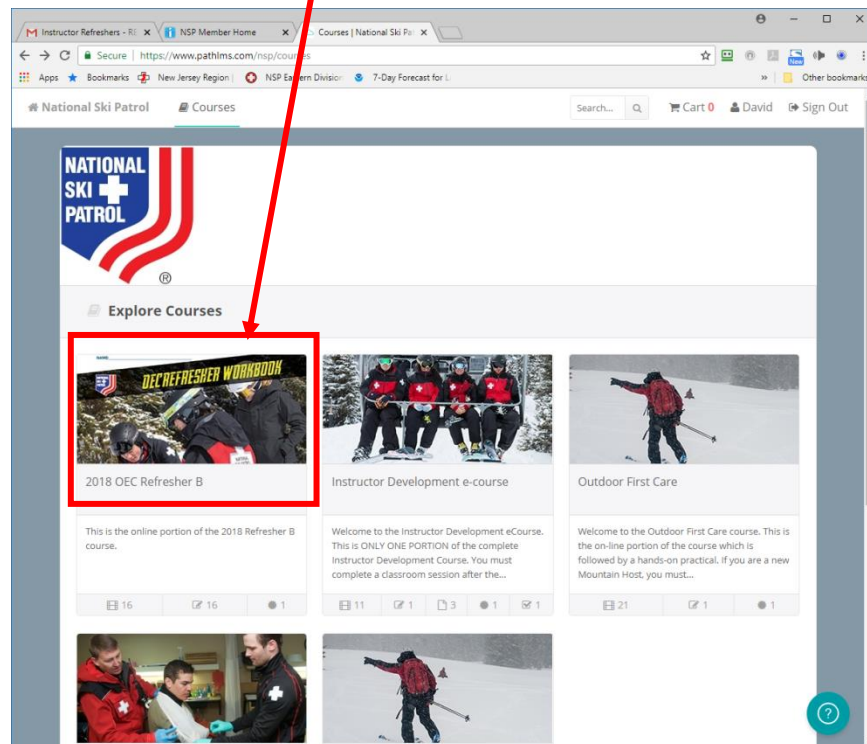 Instructor Refreshers - RE
NSP Member Home
Courses | National Ski Pat
Secure | https://www.pathlms.com/nsp/courses
New
Apps
Bookmarks
New Jersey Region |
NSP Eastern Division
7-Day Forecast for L
»
Other bookmarks
National Ski Patrol
Courses
Search...
Cart 0
David
Sign Out
NATIONAL
SKI
PATROL
®
Explore Courses
OEC REFRESHER WORKBOOK
2018 OEC Refresher B
This is the online portion of the 2018 Refresher B
course.
16
16
1
Instructor Development e-course
Welcome to the Instructor Development eCourse.
This is ONLY ONE PORTION of the complete
Instructor Development Course. You must
complete a classroom session after the...
11
1
3
1
1
Outdoor First Care
Welcome to the Outdoor First Care course. This is
the on-line portion of the course which is
followed by a hands-on practical. If you are a new
Mountain Host, you must...
21
1
1
?